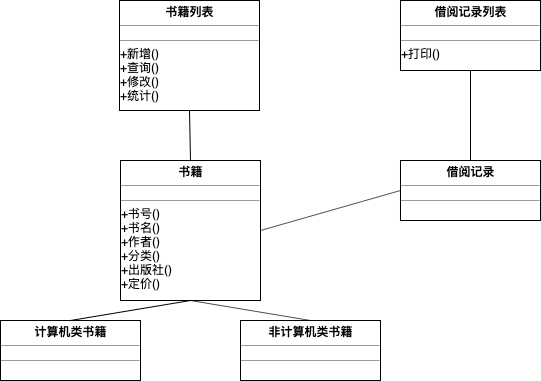 书籍列表
+新增()
+查询()
+修改()
+统计()
借阅记录列表
+打印()
书籍
+书号()
+书名()
+作者()
+分类()
+出版社()
+定价()
借阅记录
计算机类书籍
非计算机类书籍